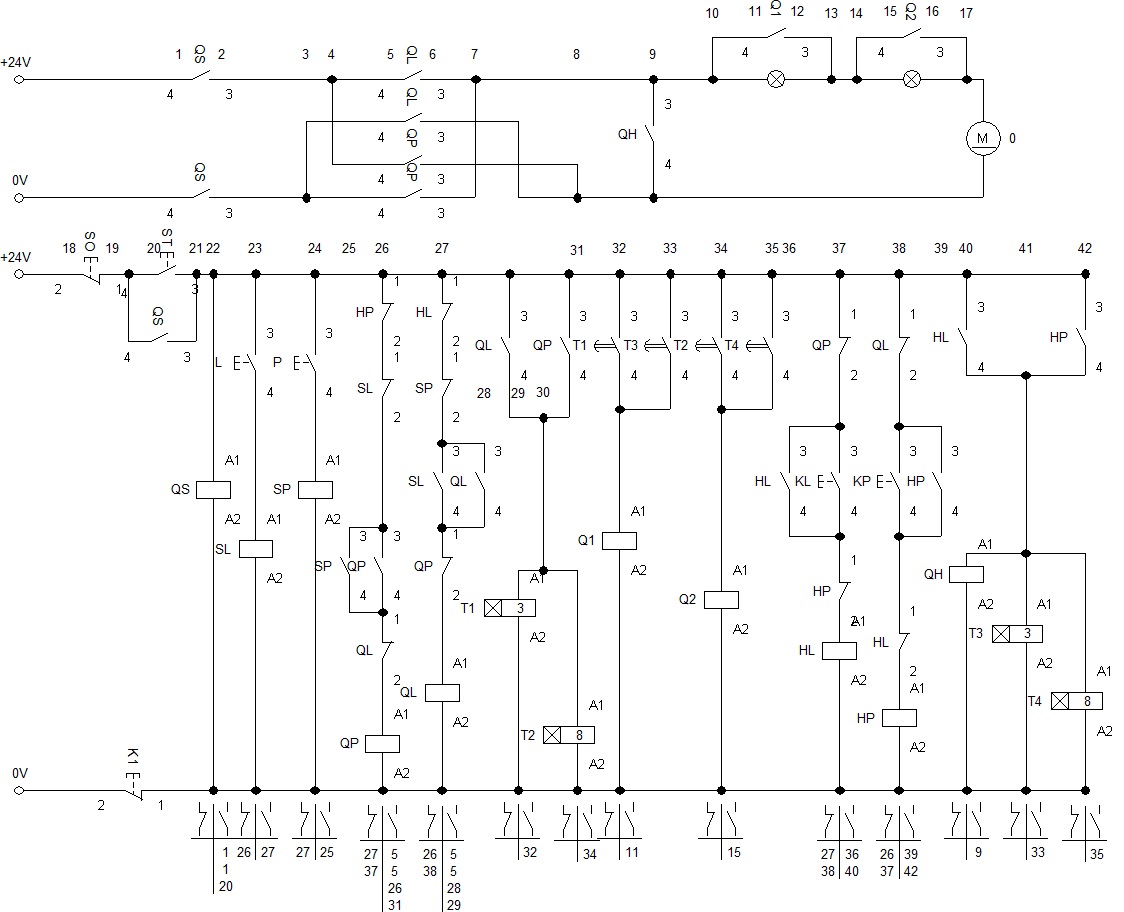 10 11 Q1 12 13 14 15 Q2 16 17
1 QS 2 3 4 5 QL 6 7 8 9
+24V
4 3 4 3
4 3 QL 4 3 3
QH M 0
4 3 QP
4
QS QP
0V 4 3
4 3 4 3
18 SO 19 20 ST 21 22 23 24 25 26 27 31 32 33 34 35 36 37 38 39 40 41 42
+24V
2 1 4 3
1 1
QS HP HL 3 3 3 3 3 3 1 1 3 3
4 3 3 3 2 2 QL QP T1 T3 T2 T4 QP QL HL HP
1 1
L P 4 4 4 4 4 4 2 2 4 4
4 4 SL SP 28 29 30
2 2
3 3 3 3 3 3
A1 A1 SL QL HL KL KP HP
QS SP 4 4 4 4 4 4
A2 A1 A2 A1
SL 3 3 1 Q1 A1
A2 SP QP QP A2 1 QH
A1 A1
4 4 2 T1 3 Q2 HP A2 A1
1 A2 A2 2 A1 1 T3 3
QL HL HL A2
2 A1 A2 2 A1
QL A1 T4 8
A1 A2 A1 HP A2
QP T2 8 A2
K1 A2 A2
0V
2 1
1 26 27 27 25 27 5 26 5 32 34 11 15 27 36 26 39 9 33 35
1 37 5 38 5 38 40 37 42
20 26 28
31 29